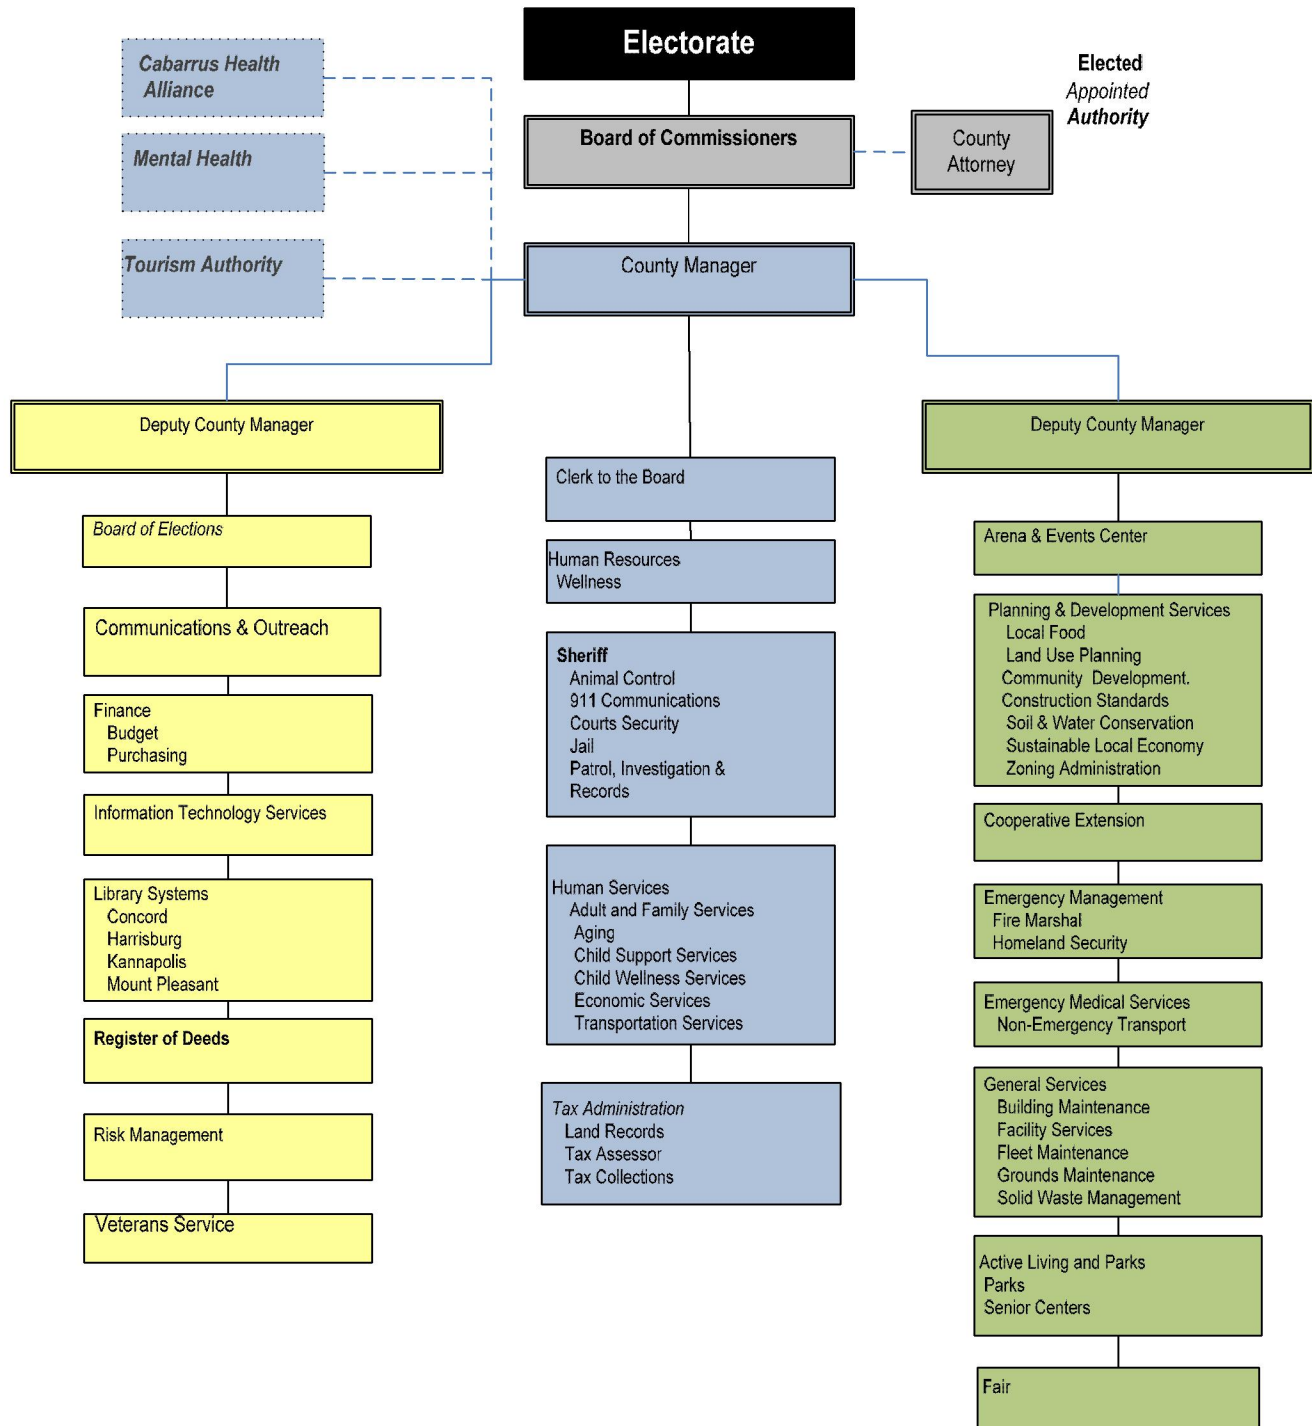 Electorate
Cabarrus Health
Alliance
Elected
Appointed
Authority
Board of Commissioners
County
Attorney
Mental Health
Tourism Authority
County Manager
Deputy County Manager
Board of Elections
Communications & Outreach
Finance
Budget
Purchasing
Information Technology Services
Library Systems
Concord
Harrisburg
Kannapolis
Mount Pleasant
Register of Deeds
Risk Management
Veterans Service
Clerk to the Board
Human Resources
Wellness
Sheriff
Animal Control
911 Communications
Courts Security
Jail
Patrol, Investigation &
Records
Human Services
Adult and Family Services
Aging
Child Support Services
Child Wellness Services
Economic Services
Transportation Services
Tax Administration
Land Records
Tax Assessor
Tax Collections
Deputy County Manager
Arena & Events Center
Planning & Development Services
Local Food
Land Use Planning
Community Development.
Construction Standards
Soil & Water Conservation
Sustainable Local Economy
Zoning Administration
Cooperative Extension
Emergency Management
Fire Marshal
Homeland Security
Emergency Medical Services
Non-Emergency Transport
General Services
Building Maintenance
Facility Services
Fleet Maintenance
Grounds Maintenance
Solid Waste Management
Active Living and Parks
Parks
Senior Centers
Fair